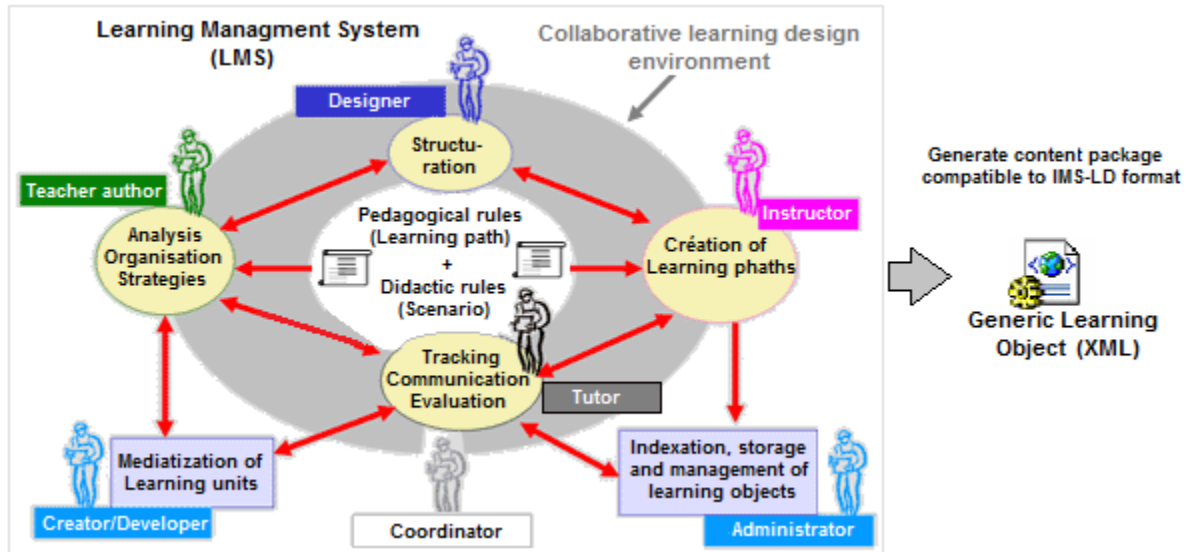 Learning Managment System
(LMS)
Collaborative learning design
environment
Designer
Structu-
ration
Teacher author
Instructor
Analysis
Organisation
Strategies
Pedagogical rules
(Learning path)
+
Didactic rules
(Scenario)
Création of
Learning phaths
Tracking
Communication
Evaluation
Tutor
Mediatization of
Learning units
Creator/Developer
Coordinator
Indexation, storage
and management of
learning objects
Administrator
Generate content package
compatible to IMS-LD format
Generic Learning
Object (XML)